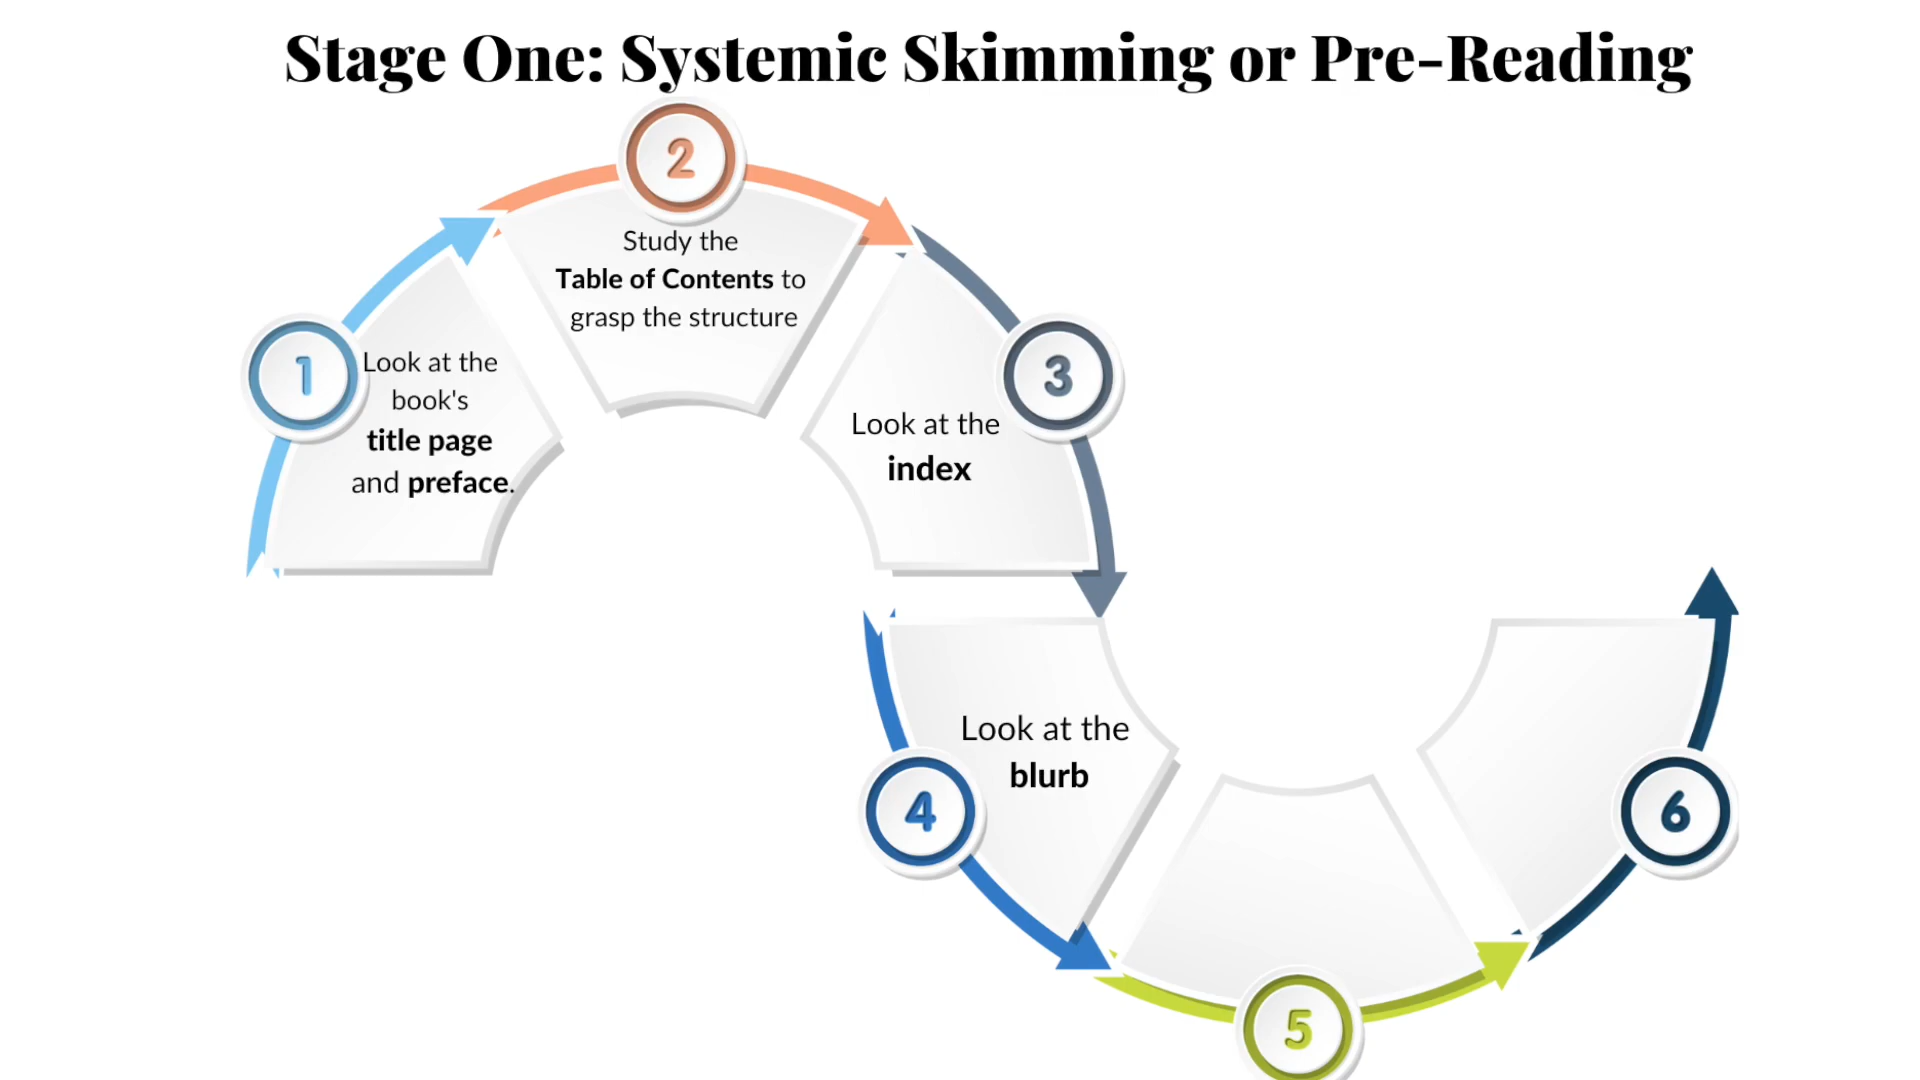 Stage One: Systemic Skimming or Pre-Reading
1
Look at the
book's
title page
and preface.
2
Study the
Table of Contents to
grasp the structure
3
Look at the
index
4
Look at the
blurb
5
6